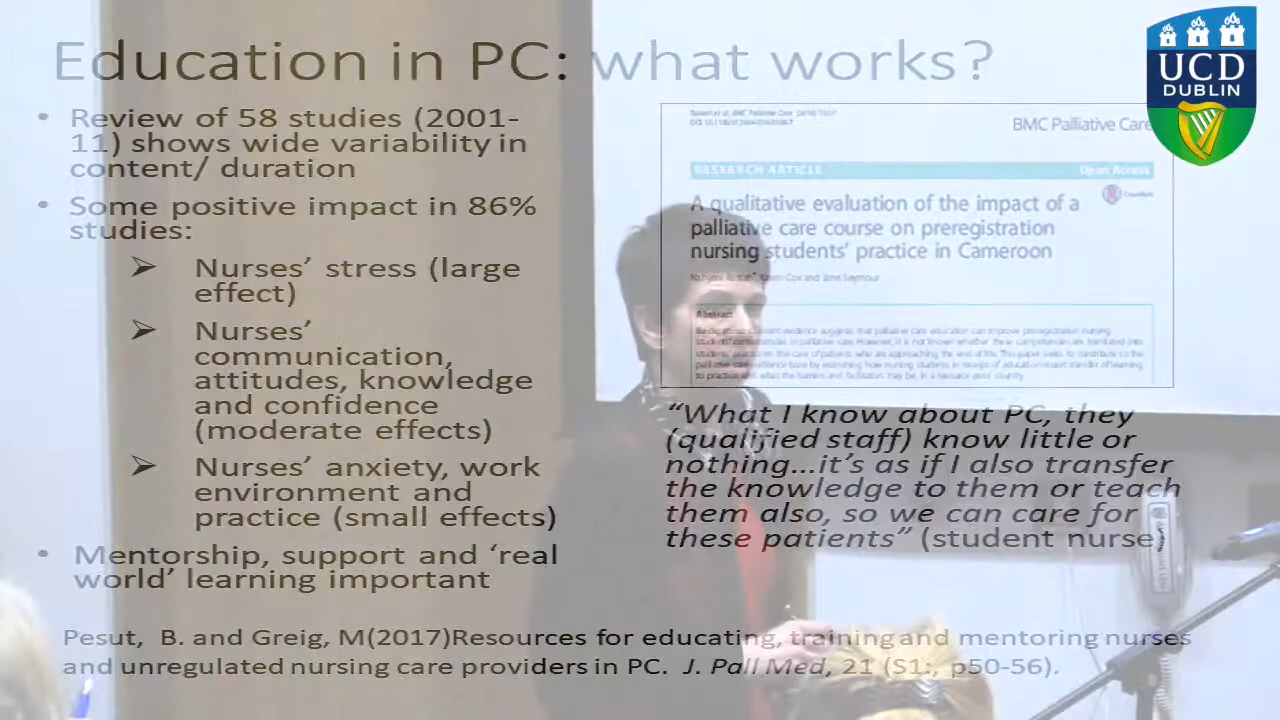 Education in PC: what works?
UCD
DUBLIN
• Review of 58 studies (2001-
11) shows wide variability in
content/ duration
• Some positive impact in 86%
studies:
➢ Nurses’ stress (large
effect)
➢ Nurses’
communication,
attitudes, knowledge
and confidence
(moderate effects)
➢ Nurses’ anxiety, work
environment and
practice (small effects)
• Mentorship, support and ‘real
world’ learning important
BMC Palliative Care
RESEARCH ARTICLE Open Access
A qualitative evaluation of the impact of a
palliative care course on preregistration
nursing students’ practice in Cameroon
Abstract
“What I know about PC, they
(qualified staff) know little or
nothing...it’s as if I also transfer
the knowledge to them or teach
them also, so we can care for
these patients” (student nurse)
Pesut, B. and Greig, M(2017)Resources for educating, training and mentoring nurses
and unregulated nursing care providers in PC. J. Pall Med, 21 (S1:, p50-56).